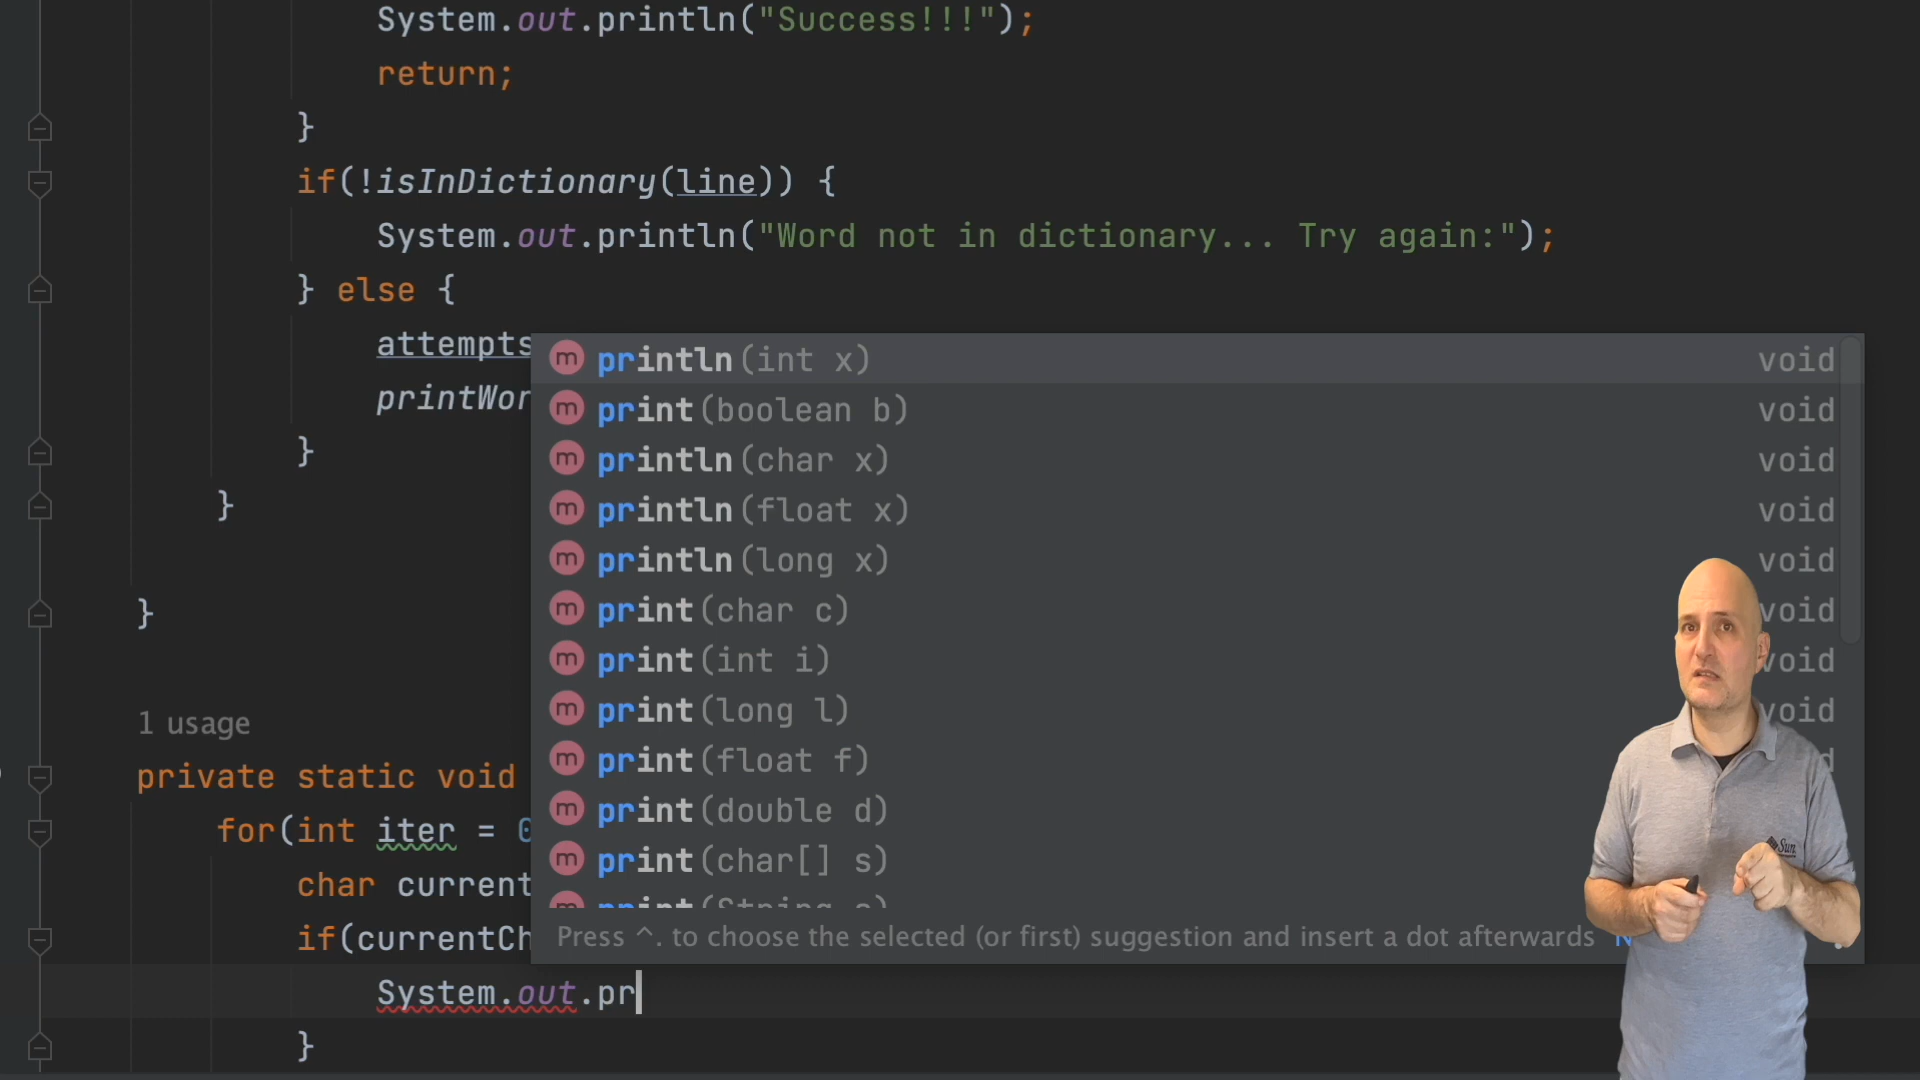 System.out.println("Success!!!");
return;
}
if(!isInDictionary(line)) {
System.out.println("Word not in dictionary... Try again:");
} else {
attempts
printWor
}
}
}
println(int x) void
print(boolean b) void
println(char x) void
println(float x) void
println(long x) void
print(char c) void
print(int i) void
print(long l) void
print(float f)
print(double d)
print(char[] s)
print(String s)
Press ^. to choose the selected (or first) suggestion and insert a dot afterwards
1 usage
private static void
for(int iter = 0
char current
if(currentCh
System.out.pr
}
Sun